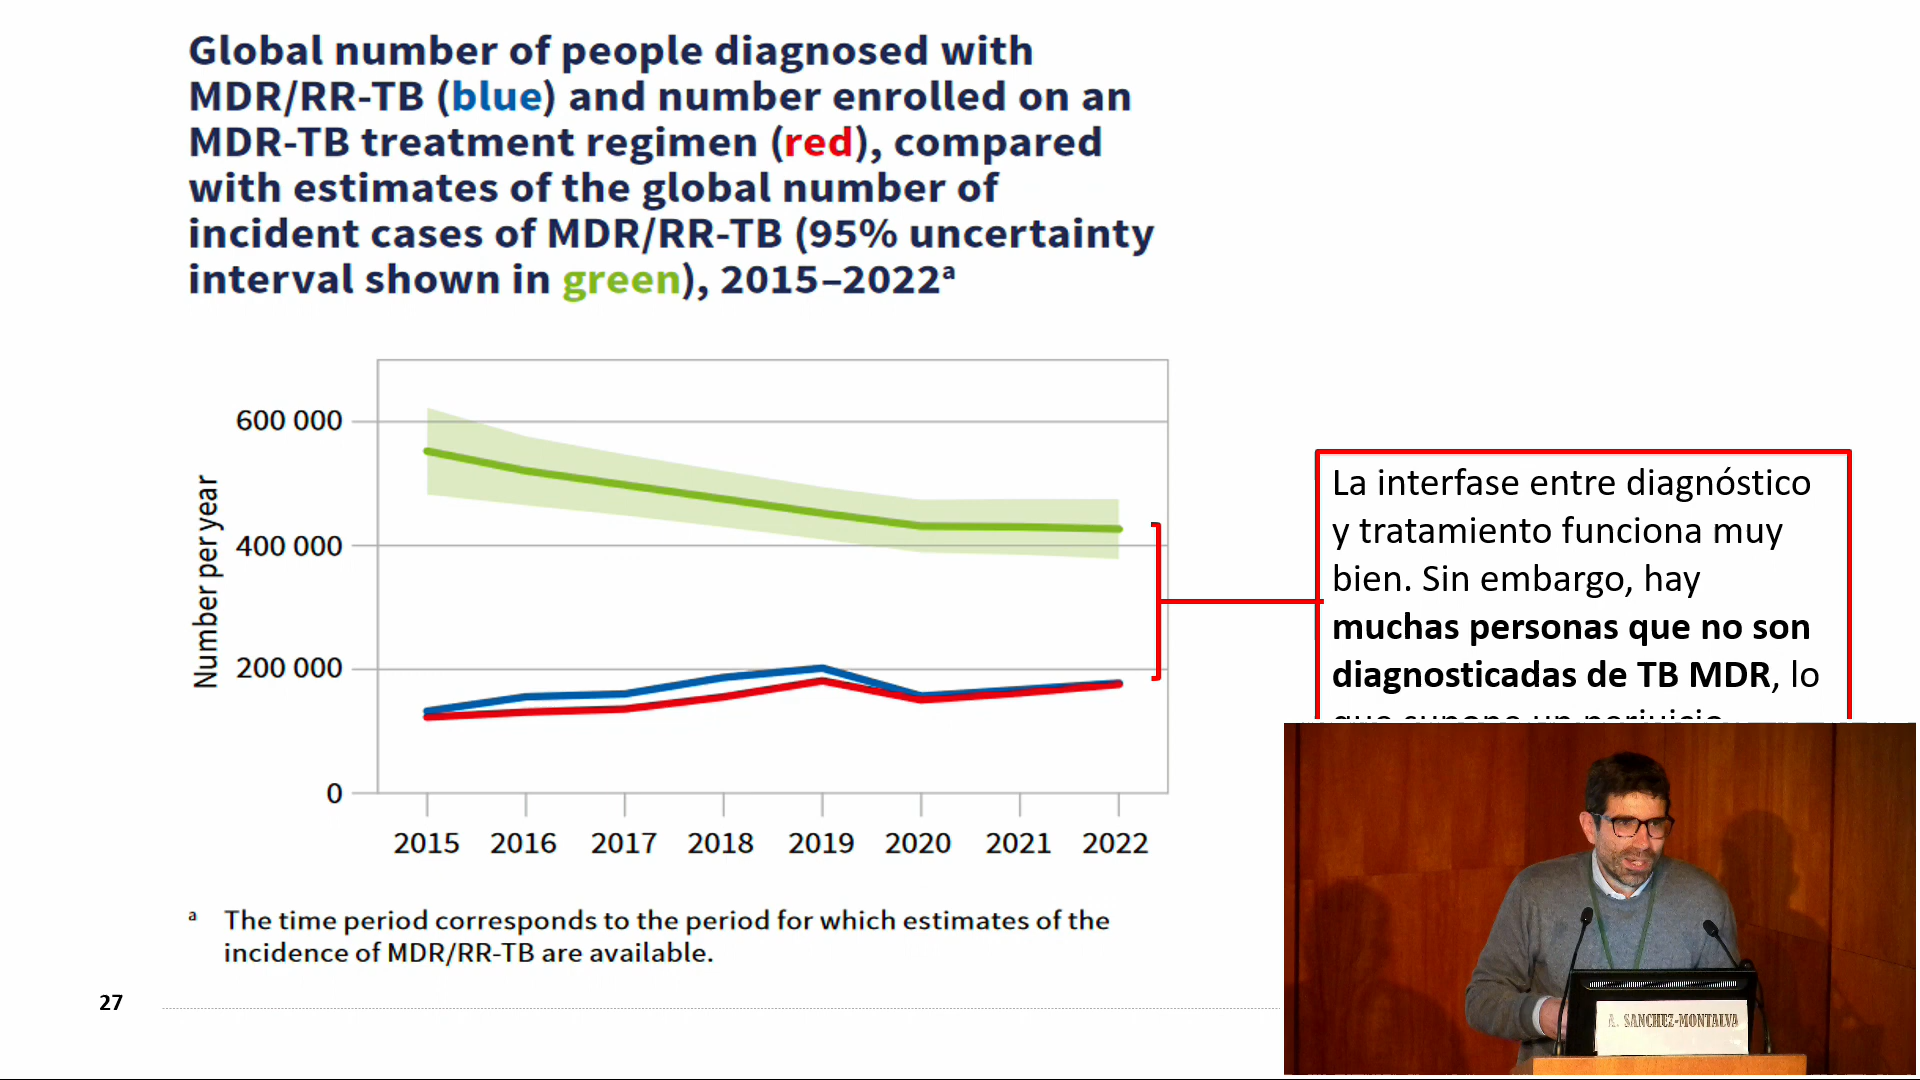 Global number of people diagnosed with
MDR/RR-TB (blue) and number enrolled on an
MDR-TB treatment regimen (red), compared
with estimates of the global number of
incident cases of MDR/RR-TB (95% uncertainty
interval shown in green), 2015–2022ᵃ
Number per year
600 000
400 000
200 000
0
2015 2016 2017 2018 2019 2020 2021 2022
La interfase entre diagnóstico
y tratamiento funciona muy
bien. Sin embargo, hay
muchas personas que no son
diagnosticadas de TB MDR, lo
que supone un perjuicio
ᵃ The time period corresponds to the period for which estimates of the
incidence of MDR/RR-TB are available.
27
A. SANCHEZ-MONTALVA